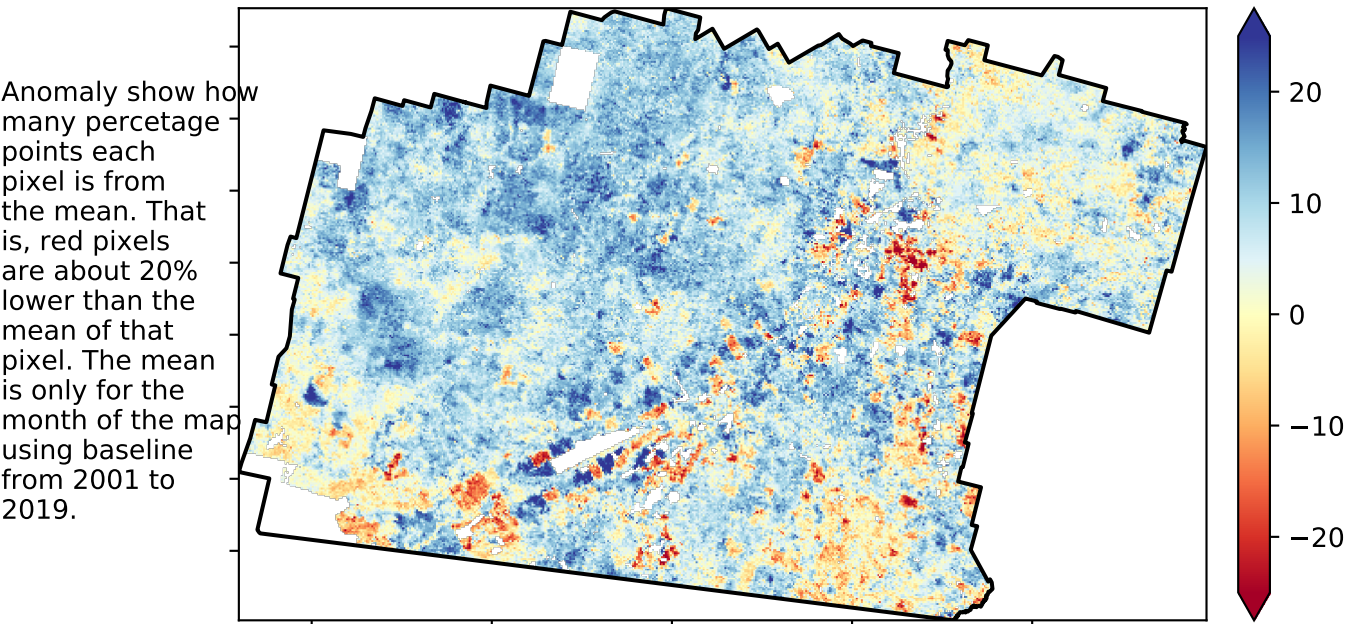 Anomaly show how
many percetage
points each
pixel is from
the mean. That
is, red pixels
are about 20%
lower than the
mean of that
pixel. The mean
is only for the
month of the map
using baseline
from 2001 to
2019.
20
10
0
−10
−20